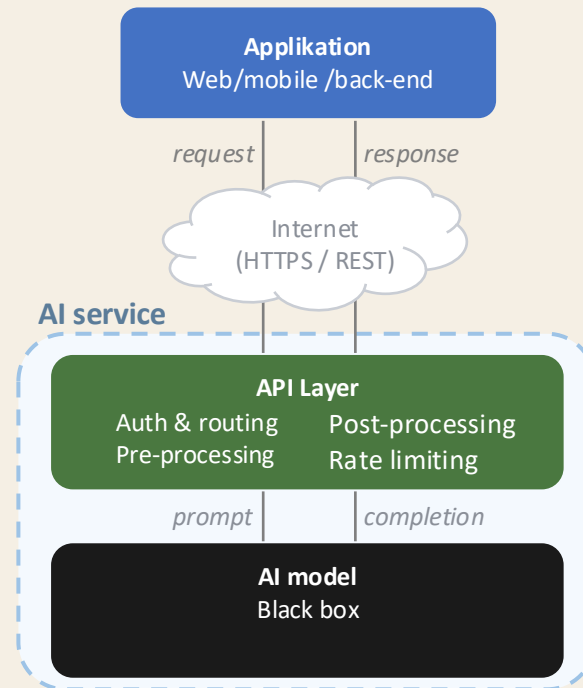 Applikation
Web/mobile /back-end
request
response
Internet
(HTTPS / REST)
AI service
API Layer
Auth & routing
Post-processing
Pre-processing
Rate limiting
prompt
completion
AI model
Black box